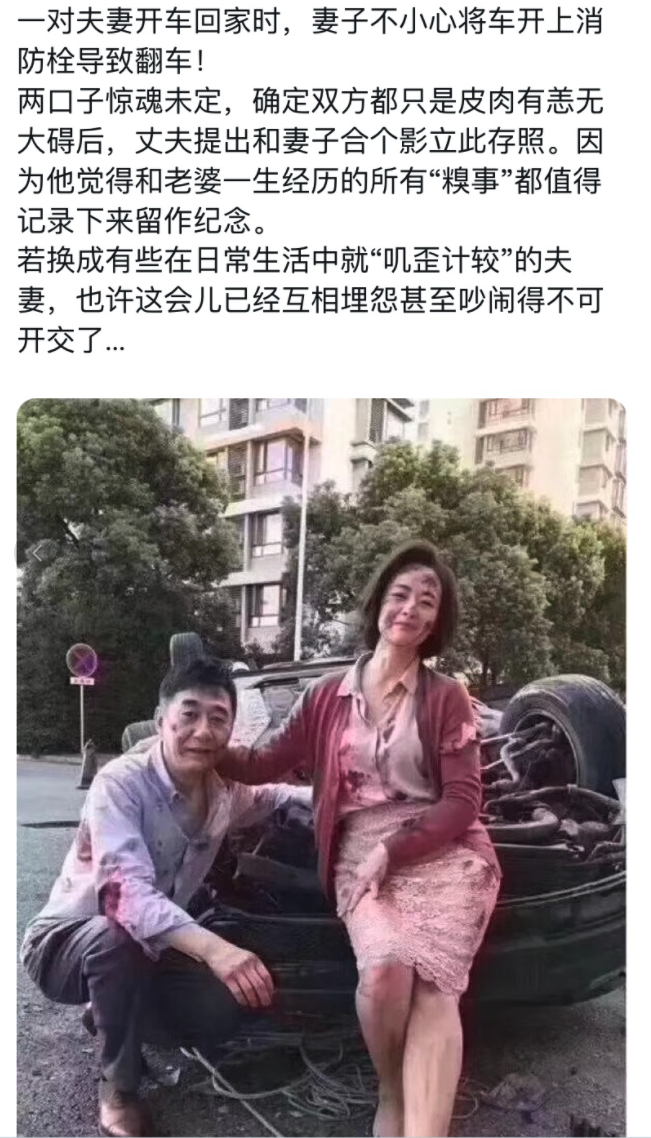 一对夫妻开车回家时，妻子不小心将车开上消
防栓导致翻车！
两口子惊魂未定，确定双方都只是皮肉有恙无
大碍后，丈夫提出和妻子合个影立此存照。因
为他觉得和老婆一生经历的所有“糗事”都值得
记录下来留作纪念。
若换成有些在日常生活中就“叽歪计较”的夫
妻，也许这会儿已经互相埋怨甚至吵闹得不可
开交了...